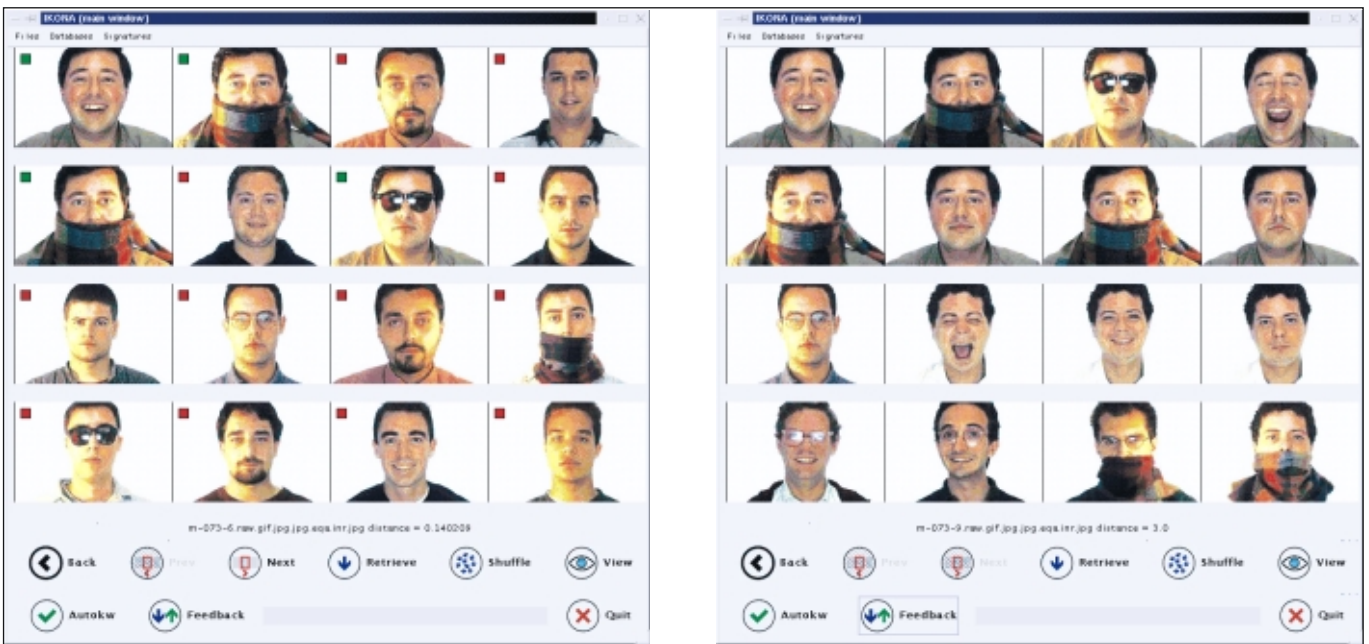 IKONA (main window)
Files Databases Signatures
m-073-6.raw.gif.jpg.jpg.eqa.inr.jpg distance = 0.140209
Back Prev Next Retrieve Shuffle View
Autokw Feedback Quit
IKONA (main window)
Files Databases Signatures
m-073-9.raw.gif.jpg.jpg.eqa.inr.jpg distance = 3.0
Back Prev Next Retrieve Shuffle View
Autokw Feedback Quit